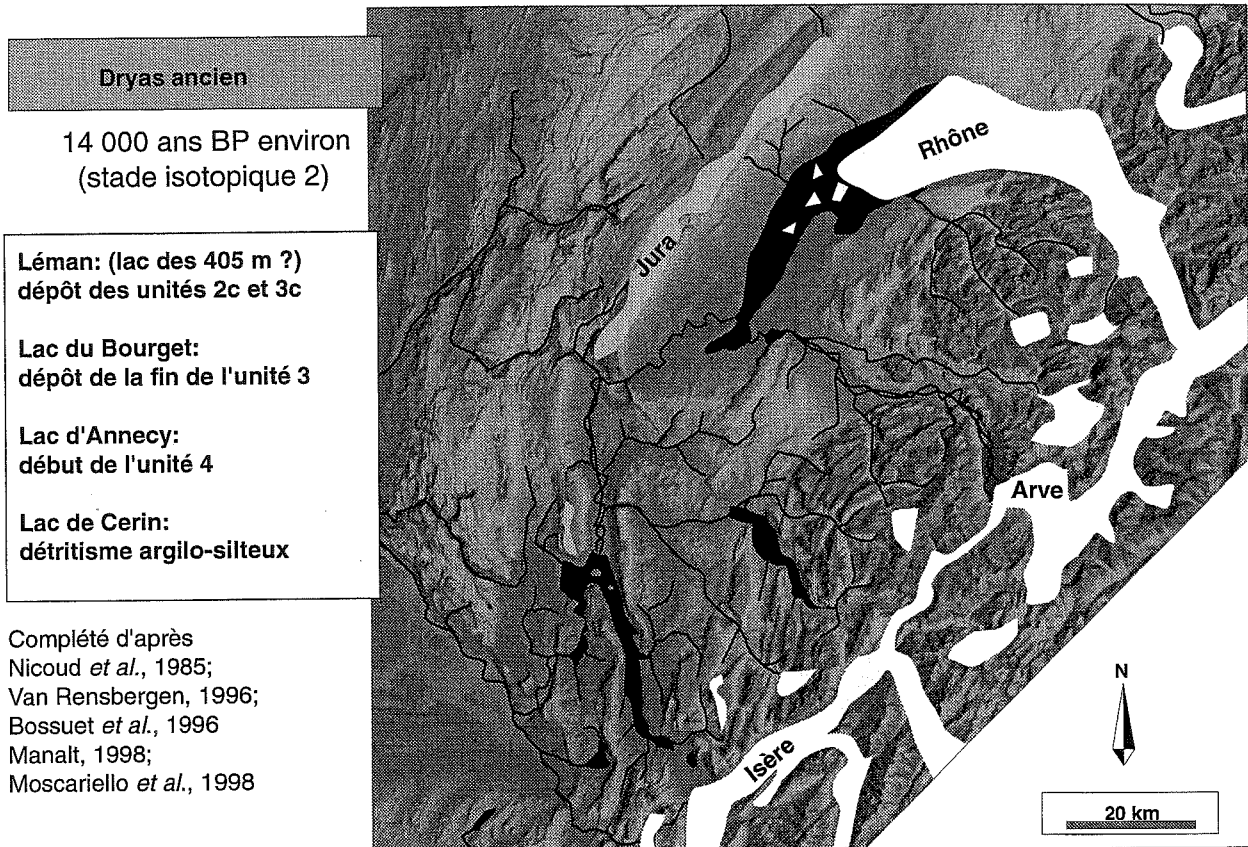 Dryas ancien
14 000 ans BP environ
(stade isotopique 2)
Léman: (lac des 405 m ?)
dépôt des unités 2c et 3c
Lac du Bourget:
dépôt de la fin de l'unité 3
Lac d'Annecy:
début de l'unité 4
Lac de Cerin:
détritisme argilo-silteux
Complété d'après
Nicoud et al., 1985;
Van Rensbergen, 1996;
Bossuet et al., 1996
Manalt, 1998;
Moscariello et al., 1998
Rhône
Jura
Arve
Isère
N
20 km